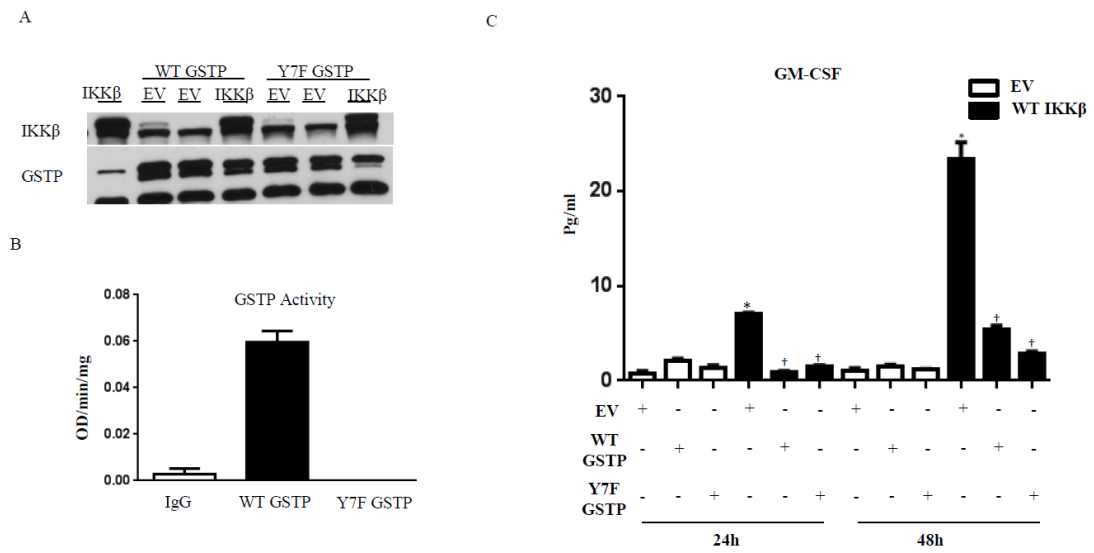 A
WT GSTP Y7F GSTP
IKKβ EV EV IKKβ EV EV IKKβ
IKKβ
GSTP
B
GSTP Activity
OD/min/mg
0.08
0.06
0.04
0.02
0.00
IgG WT GSTP Y7F GSTP
C
GM-CSF
EV
WT IKKβ
Pg/ml
30
20
10
0
* † † * † †
EV + - - + - - + - - + - -
WT GSTP - + - - + - - + - - + -
Y7F GSTP - - + - - + - - + - - +
24h 48h